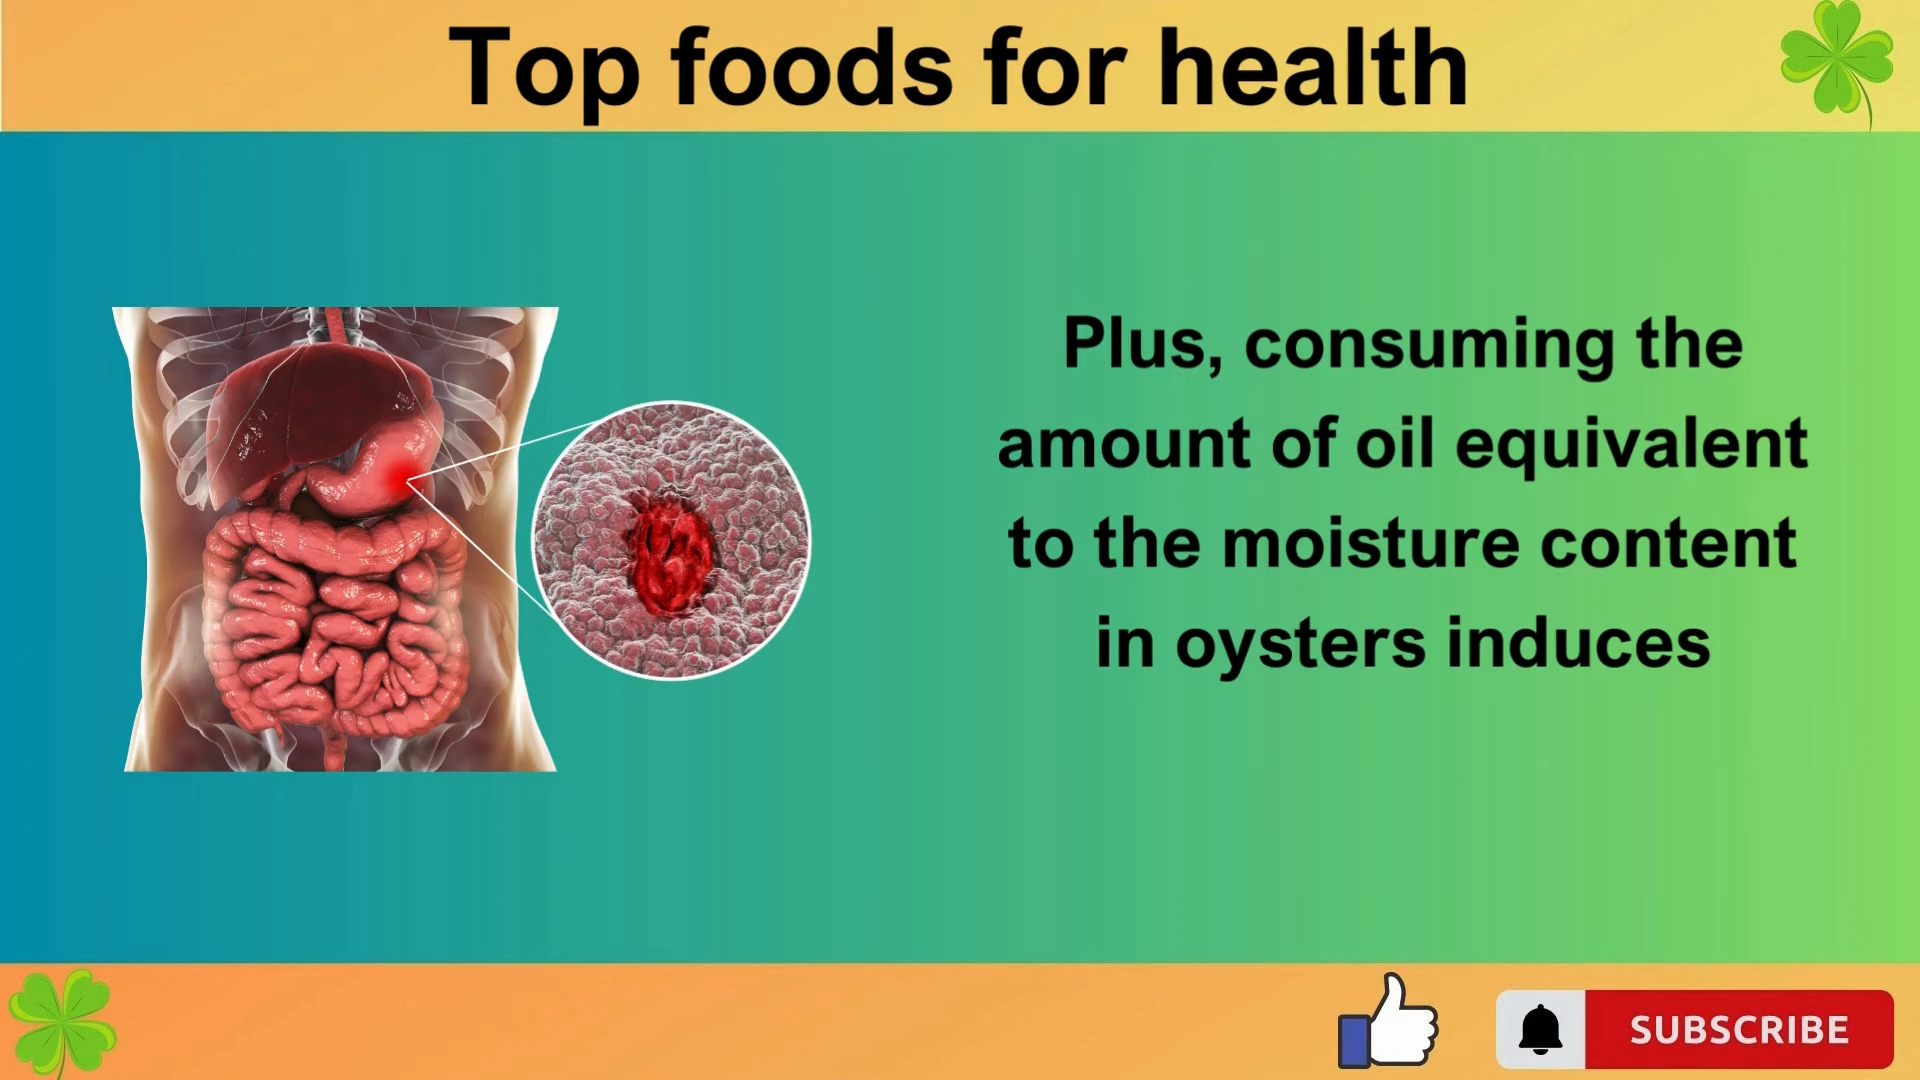 Top foods for health
Plus, consuming the
amount of oil equivalent
to the moisture content
in oysters induces
SUBSCRIBE